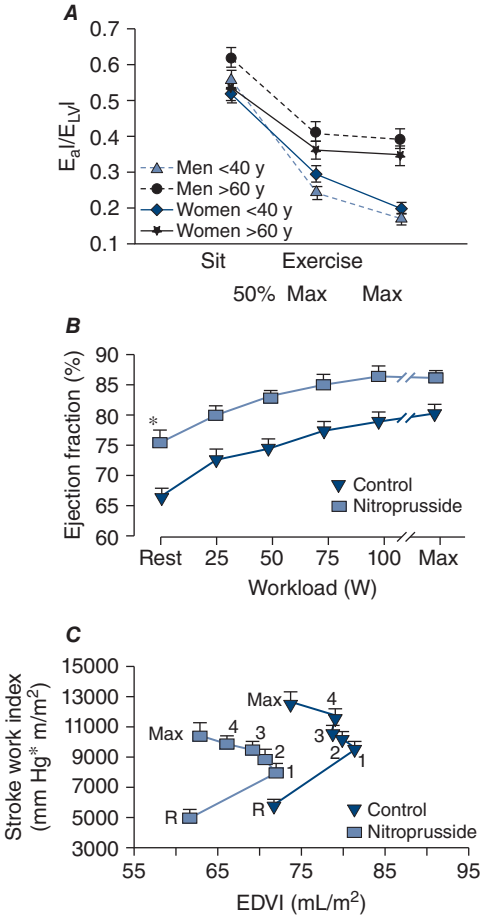 A
0.7
0.6
0.5
0.4
0.3
0.2
0.1
EaI/ELVI
Men <40 y
Men >60 y
Women <40 y
Women >60 y
Sit Exercise
50% Max Max
B
90
85
80
75
70
65
60
Ejection fraction (%)
*
Control
Nitroprusside
Rest 25 50 75 100 Max
Workload (W)
C
15000
13000
11000
9000
7000
5000
3000
Stroke work index
(mm Hg* m/m²)
Max 4 3 2 1 R
Max 4 3 2 1 R
Control
Nitroprusside
55 65 75 85 95
EDVI (mL/m²)